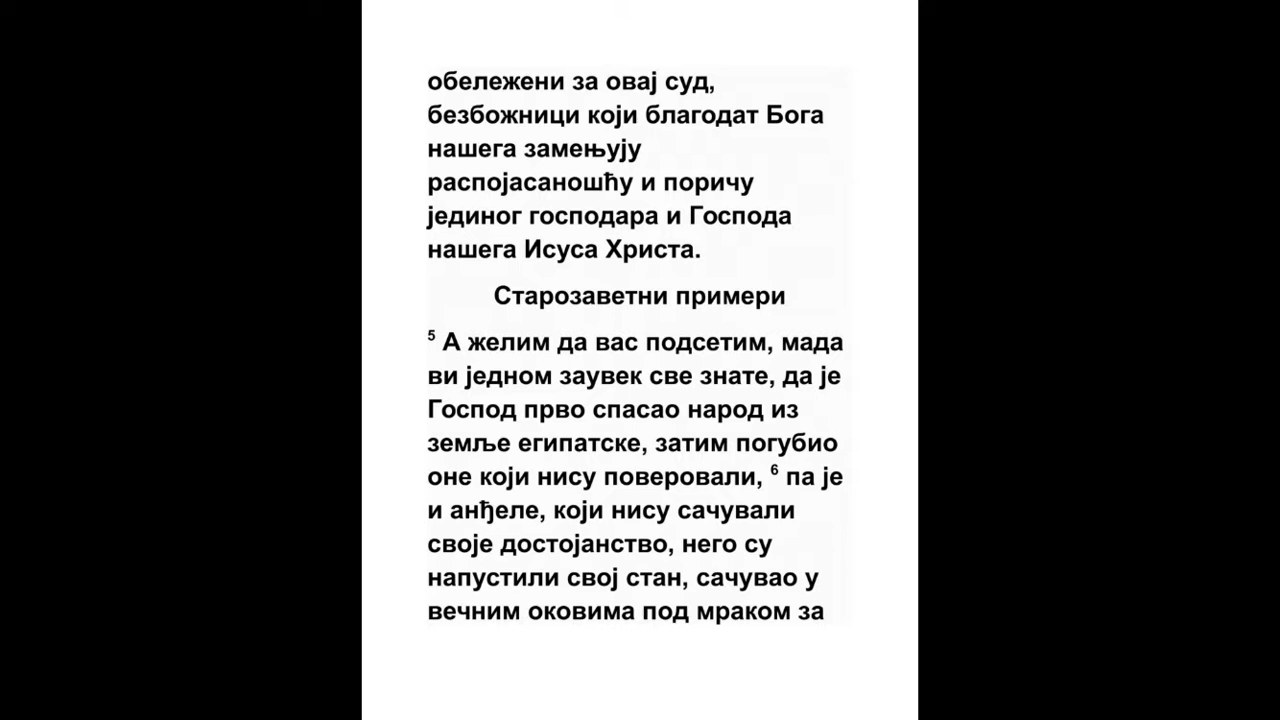 обележени за овај суд,
безбожници који благодат Бога
нашега замењују
распојасаношћу и поричу
јединог господара и Господа
нашега Исуса Христа.
Старозаветни примери
⁵ А желим да вас подсетим, мада
ви једном заувек све знате, да је
Господ прво спасао народ из
земље египатске, затим погубио
оне који нису поверовали, ⁶ па је
и анђеле, који нису сачували
своје достојанство, него су
напустили свој стан, сачувао у
вечним оковима под мраком за